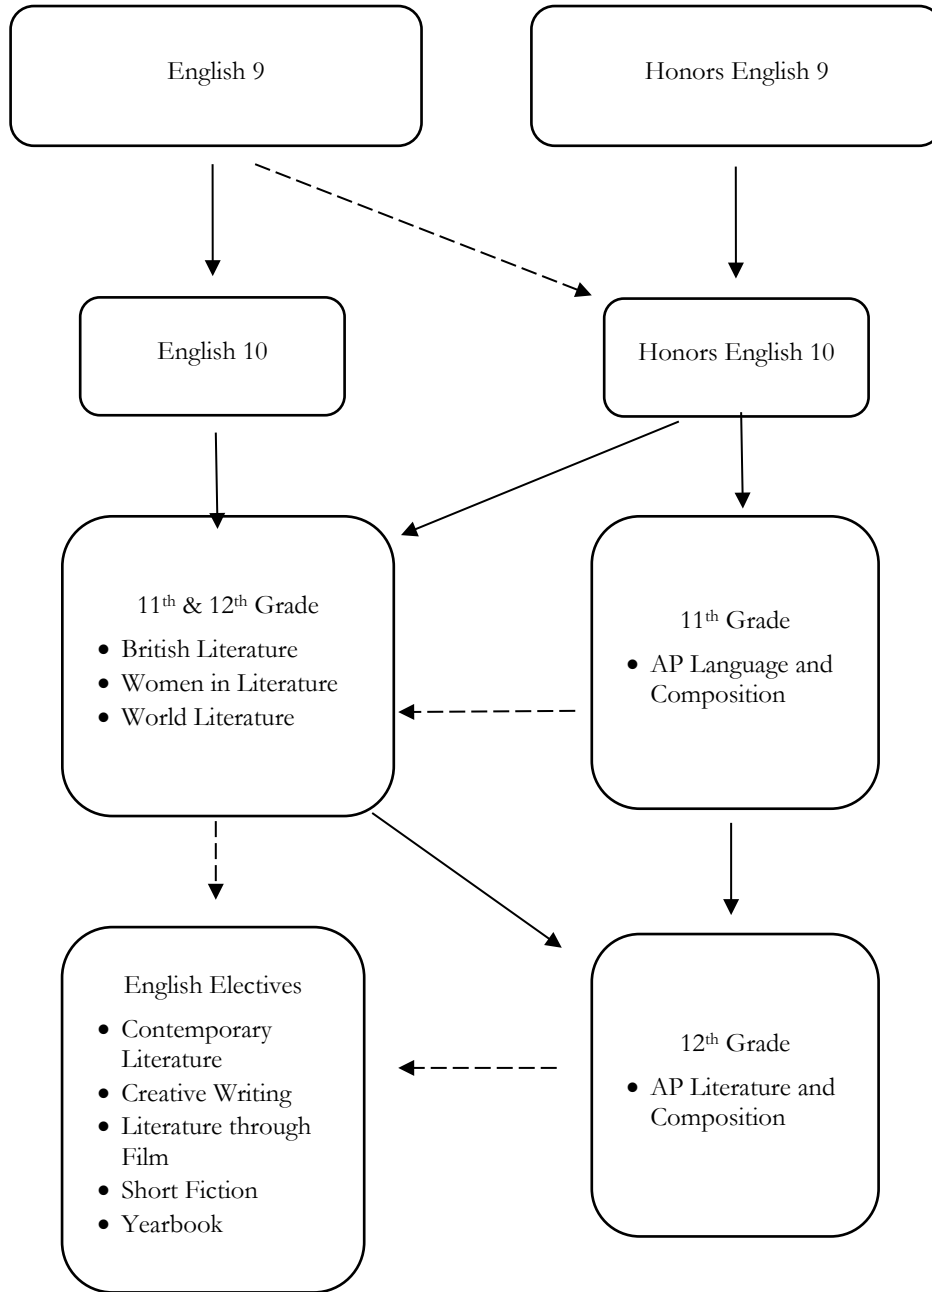 English 9
Honors English 9
English 10
Honors English 10
11th & 12th Grade
• British Literature
• Women in Literature
• World Literature
11th Grade
• AP Language and
Composition
English Electives
• Contemporary
Literature
• Creative Writing
• Literature through
Film
• Short Fiction
• Yearbook
12th Grade
• AP Literature and
Composition